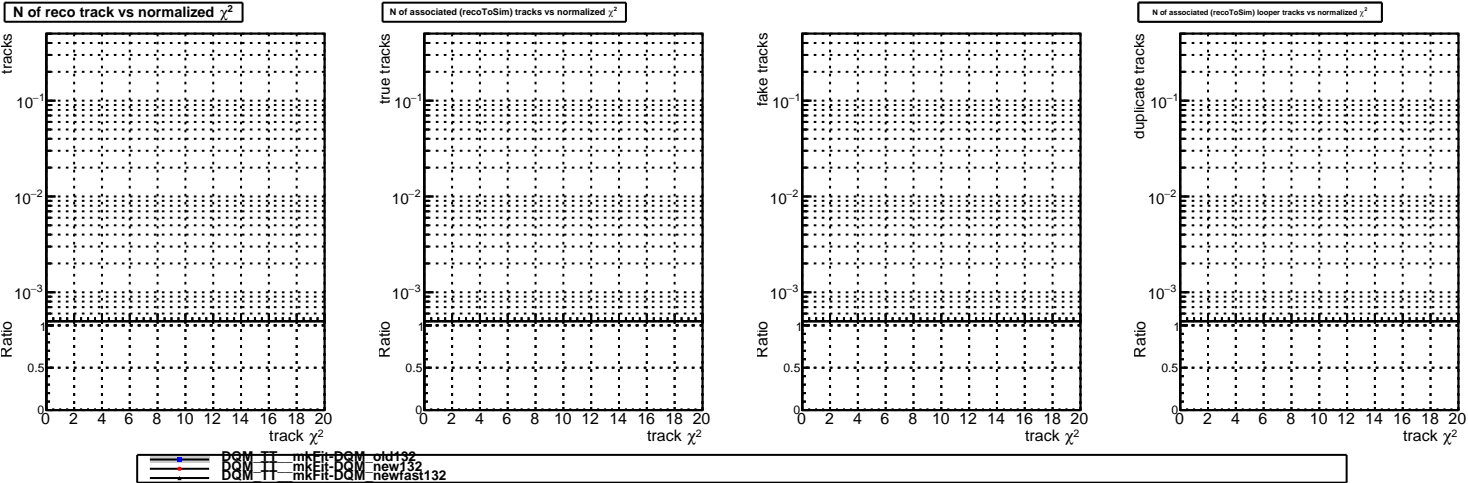 N of reco track vs normalized χ²
tracks
10⁻¹
10⁻²
10⁻³
Ratio
1
0.5
0
0 2 4 6 8 10 12 14 16 18 20
track χ²
N of associated (recoToSim) tracks vs normalized χ²
true tracks
10⁻¹
10⁻²
10⁻³
Ratio
1
0.5
0
0 2 4 6 8 10 12 14 16 18 20
track χ²
fake tracks
10⁻¹
10⁻²
10⁻³
Ratio
1
0.5
0
0 2 4 6 8 10 12 14 16 18 20
track χ²
N of associated (recoToSim) looper tracks vs normalized χ²
duplicate tracks
10⁻¹
10⁻²
10⁻³
Ratio
1
0.5
0
0 2 4 6 8 10 12 14 16 18 20
track χ²
DQM_TT__mkFit-DQM_old132
DQM_TT__mkFit-DQM_new132
DQM_TT__mkFit-DQM_newfast132